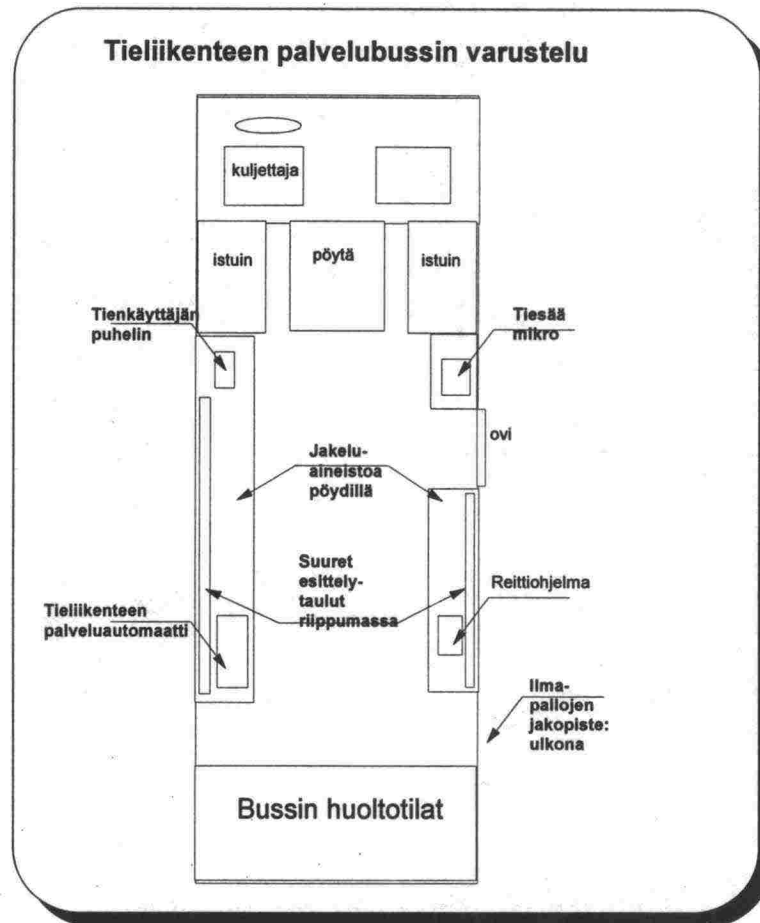 Tieliikenteen palvelubussin varustelu
kuljettaja
istuin
pöytä
istuin
Tienkäyttäjän
puhelin
Tiesää
mikro
ovi
Jakelu-
aineistoa
pöydillä
Suuret
esittely-
taulut
riippumassa
Reittiohjelma
Tieliikenteen
palveluautomaatti
Ilma-
pallojen
jakopiste:
ulkona
Bussin huoltotilat